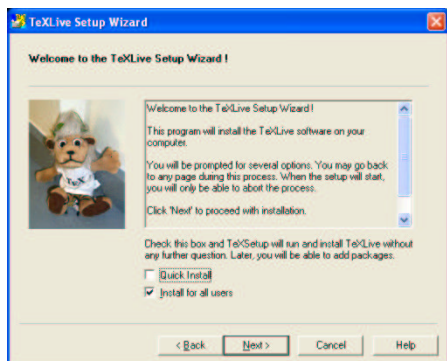 TeXLive Setup Wizard
Welcome to the TeXLive Setup Wizard !
Welcome to the TeXLive Setup Wizard !
This program will install the TeXLive software on your
computer.
You will be prompted for several options. You may go back
to any page during this process. When the setup will start,
you will only be able to abort the process.
Click 'Next' to proceed with installation.
TeX
Check this box and TeXSetup will run and install TeXLive without
any further question. Later, you will be able to add packages.
Quick Install
Install for all users
< Back
Next >
Cancel
Help